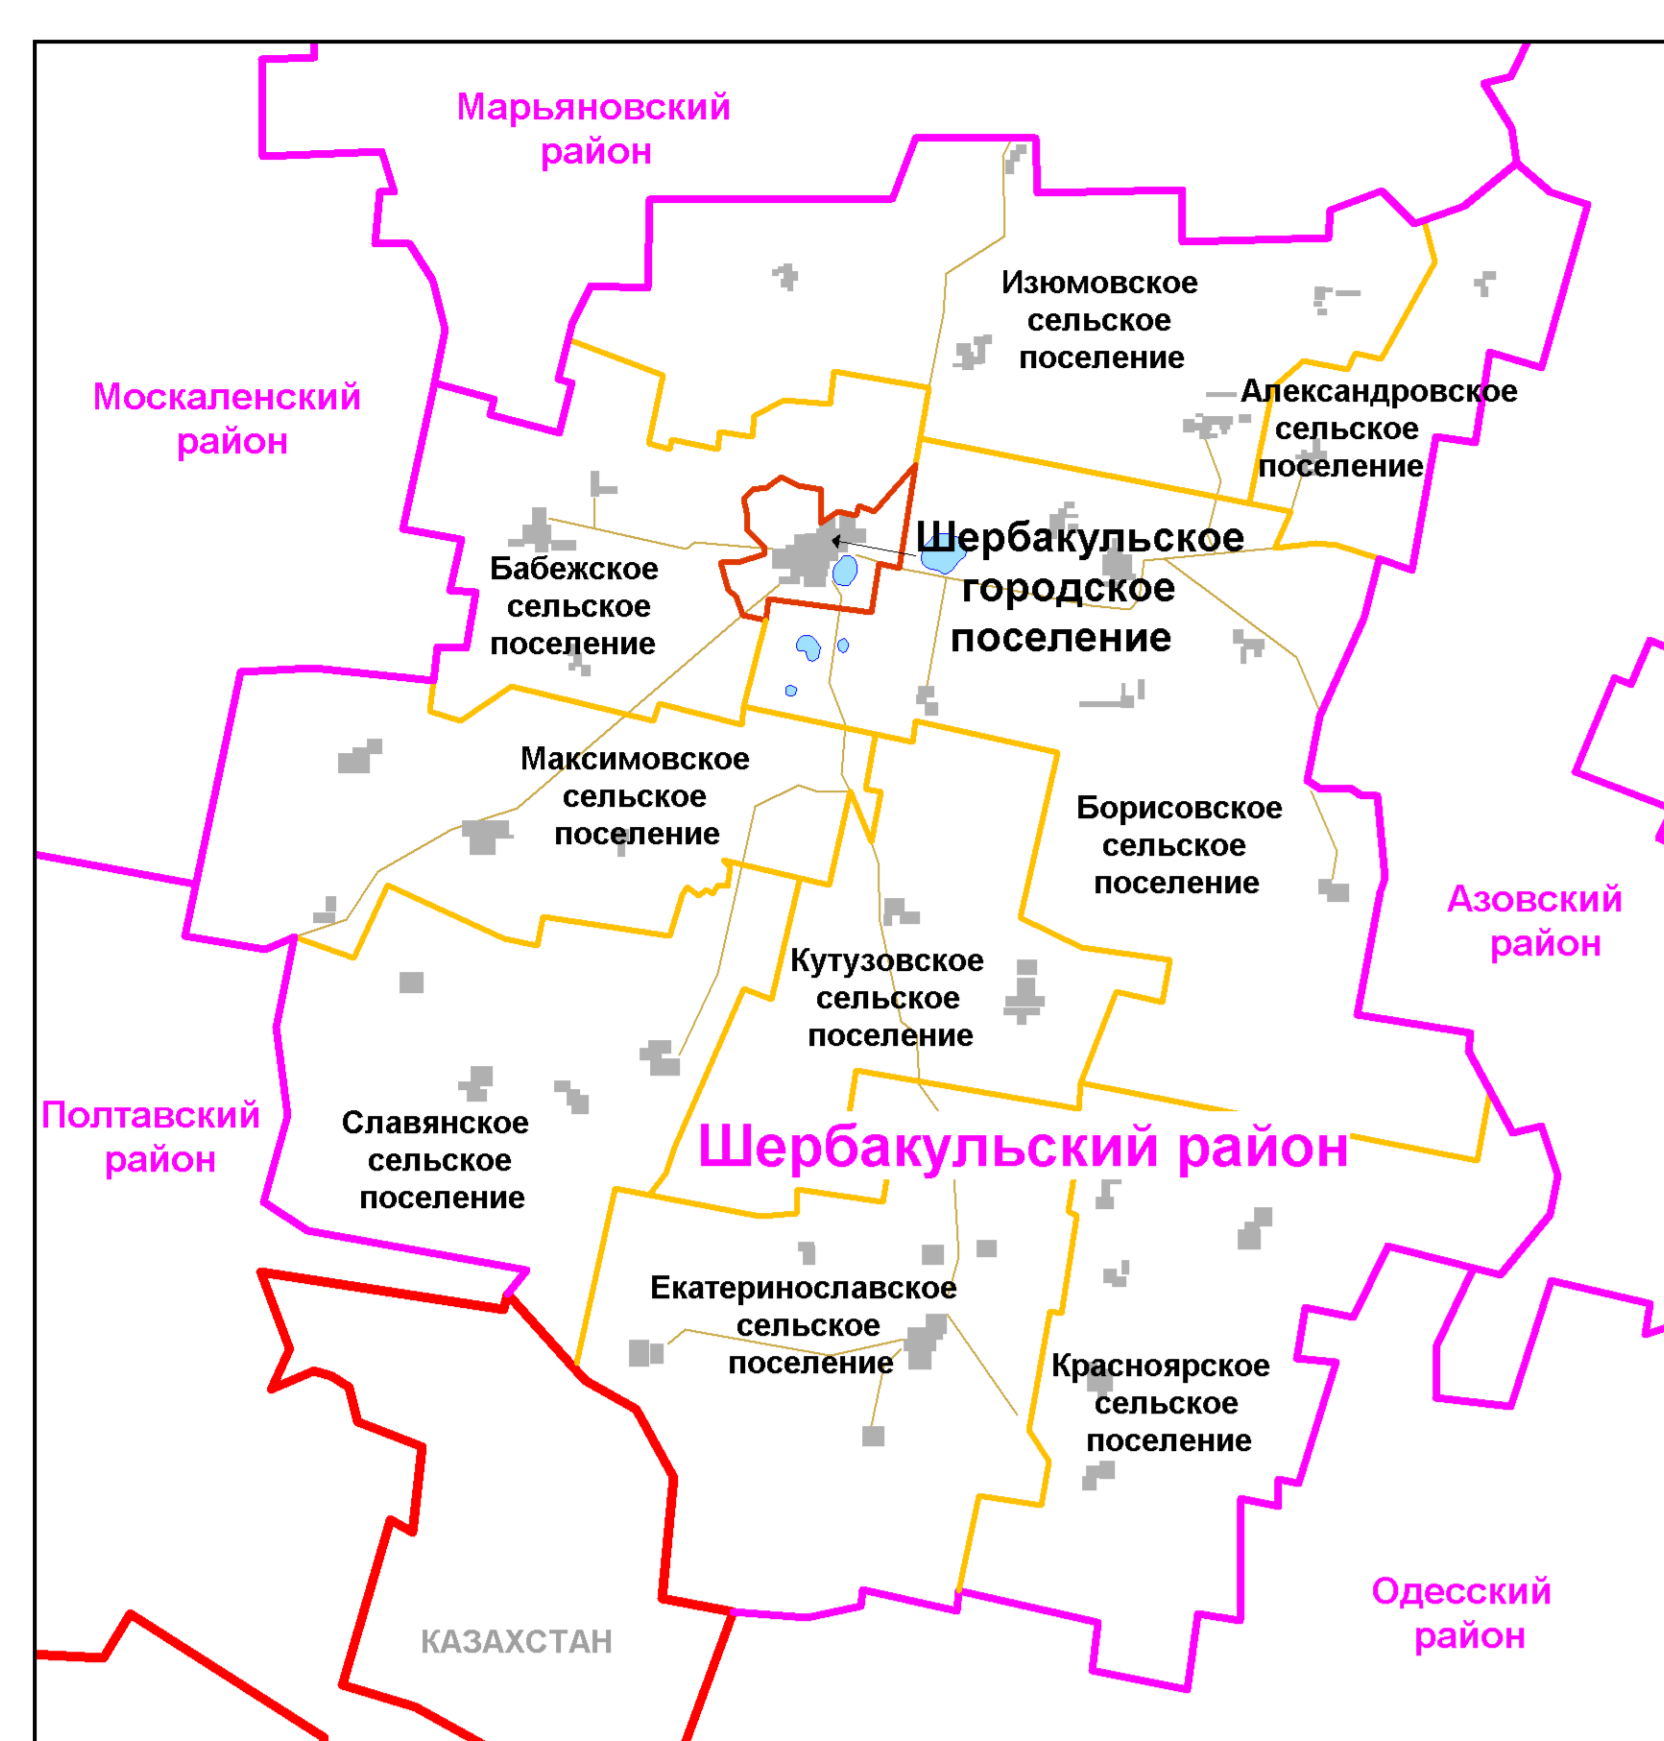 Марьяновский
район
Изюмовское
сельское
поселение
Москаленский
район
Александровское
сельское
поселение
Шербакульское
городское
поселение
Бабежское
сельское
поселение
Максимовское
сельское
поселение
Борисовское
сельское
поселение
Азовский
район
Кутузовское
сельское
поселение
Полтавский
район
Славянское
сельское
поселение
Шербакульский район
Екатеринославское
сельское
поселение
Красноярское
сельское
поселение
Одесский
район
КАЗАХСТАН